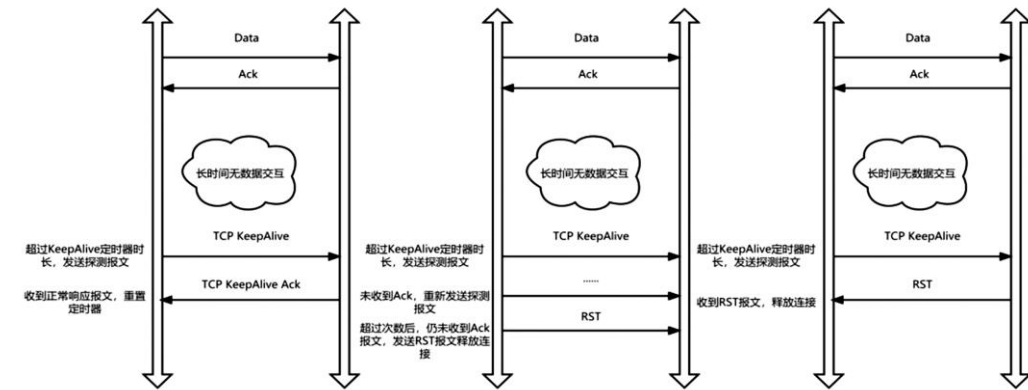 Data
Ack
长时间无数据交互
TCP KeepAlive
超过KeepAlive定时器时
长，发送探测报文
TCP KeepAlive Ack
收到正常响应报文，重置
定时器
Data
Ack
长时间无数据交互
TCP KeepAlive
超过KeepAlive定时器时
长，发送探测报文
......
未收到Ack，重新发送探测
报文
RST
超过次数后，仍未收到Ack
报文，发送RST报文释放连
接
Data
Ack
长时间无数据交互
TCP KeepAlive
超过KeepAlive定时器时
长，发送探测报文
RST
收到RST报文，释放连接